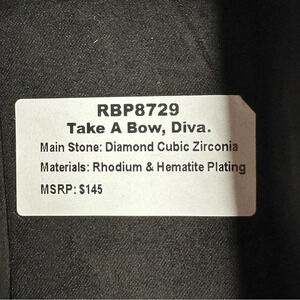 RBP8729
Take A Bow, Diva.
Main Stone: Diamond Cubic Zirconia
Materials: Rhodium & Hematite Plating
MSRP: $145